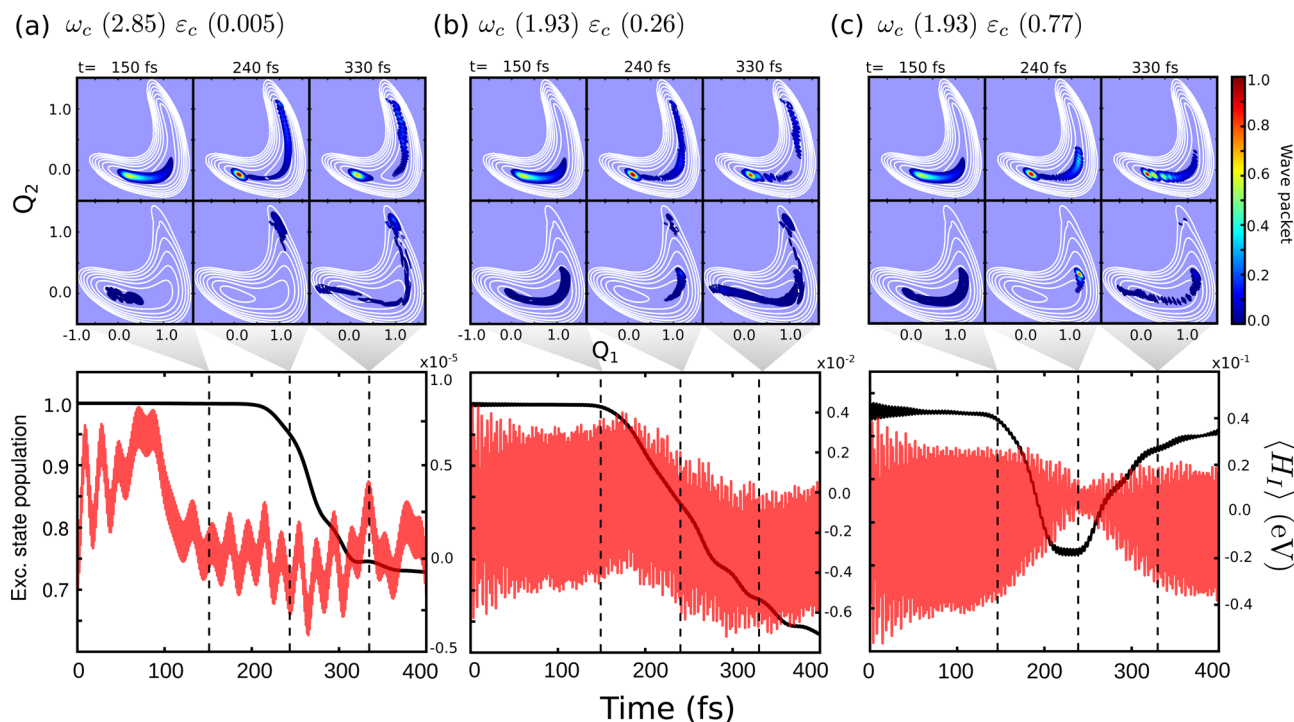 (a) ω_c (2.85) ε_c (0.005)
(b) ω_c (1.93) ε_c (0.26)
(c) ω_c (1.93) ε_c (0.77)
t= 150 fs 240 fs 330 fs
t= 150 fs 240 fs 330 fs
t= 150 fs 240 fs 330 fs
1.0
0.0
1.0
0.0
Q_2
-1.0 0.0 1.0 0.0 1.0 0.0 1.0
-1.0 0.0 1.0 0.0 1.0 0.0 1.0
0.0 1.0 0.0 1.0 0.0 1.0
Q_1
1.0
0.8
0.6
0.4
0.2
0.0
Wave packet
x10^-5
x10^-2
x10^-1
Exc. state population
1.0
0.9
0.8
0.7
1.0
0.5
0.0
-0.5
0.4
0.2
0.0
-0.2
-0.4
-0.6
0.4
0.2
0.0
-0.2
-0.4
⟨H_I⟩ (eV)
0 100 200 300 400
0 100 200 300 400
0 100 200 300 400
Time (fs)